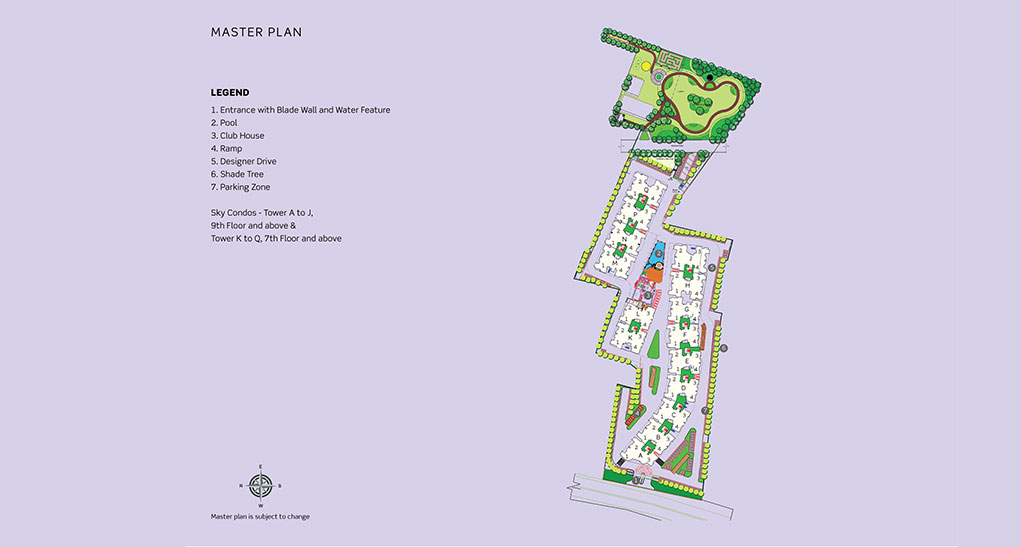 MASTER PLAN
LEGEND
1. Entrance with Blade Wall and Water Feature
2. Pool
3. Club House
4. Ramp
5. Designer Drive
6. Shade Tree
7. Parking Zone
Sky Condos - Tower A to J,
9th Floor and above &
Tower K to Q, 7th Floor and above
Q
P
N
M
L
K
J
H
G
F
E
D
C
B
A
E
N
W
Master plan is subject to change